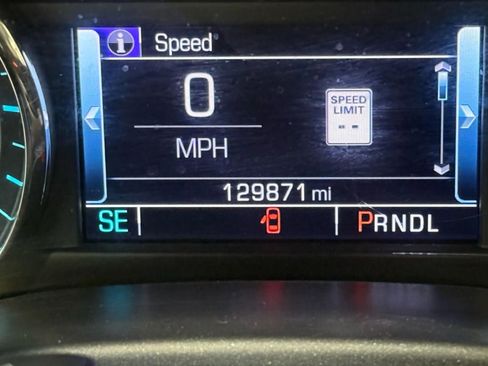 i Speed
0
SPEED
LIMIT
--
MPH
129871 mi
SE PRNDL